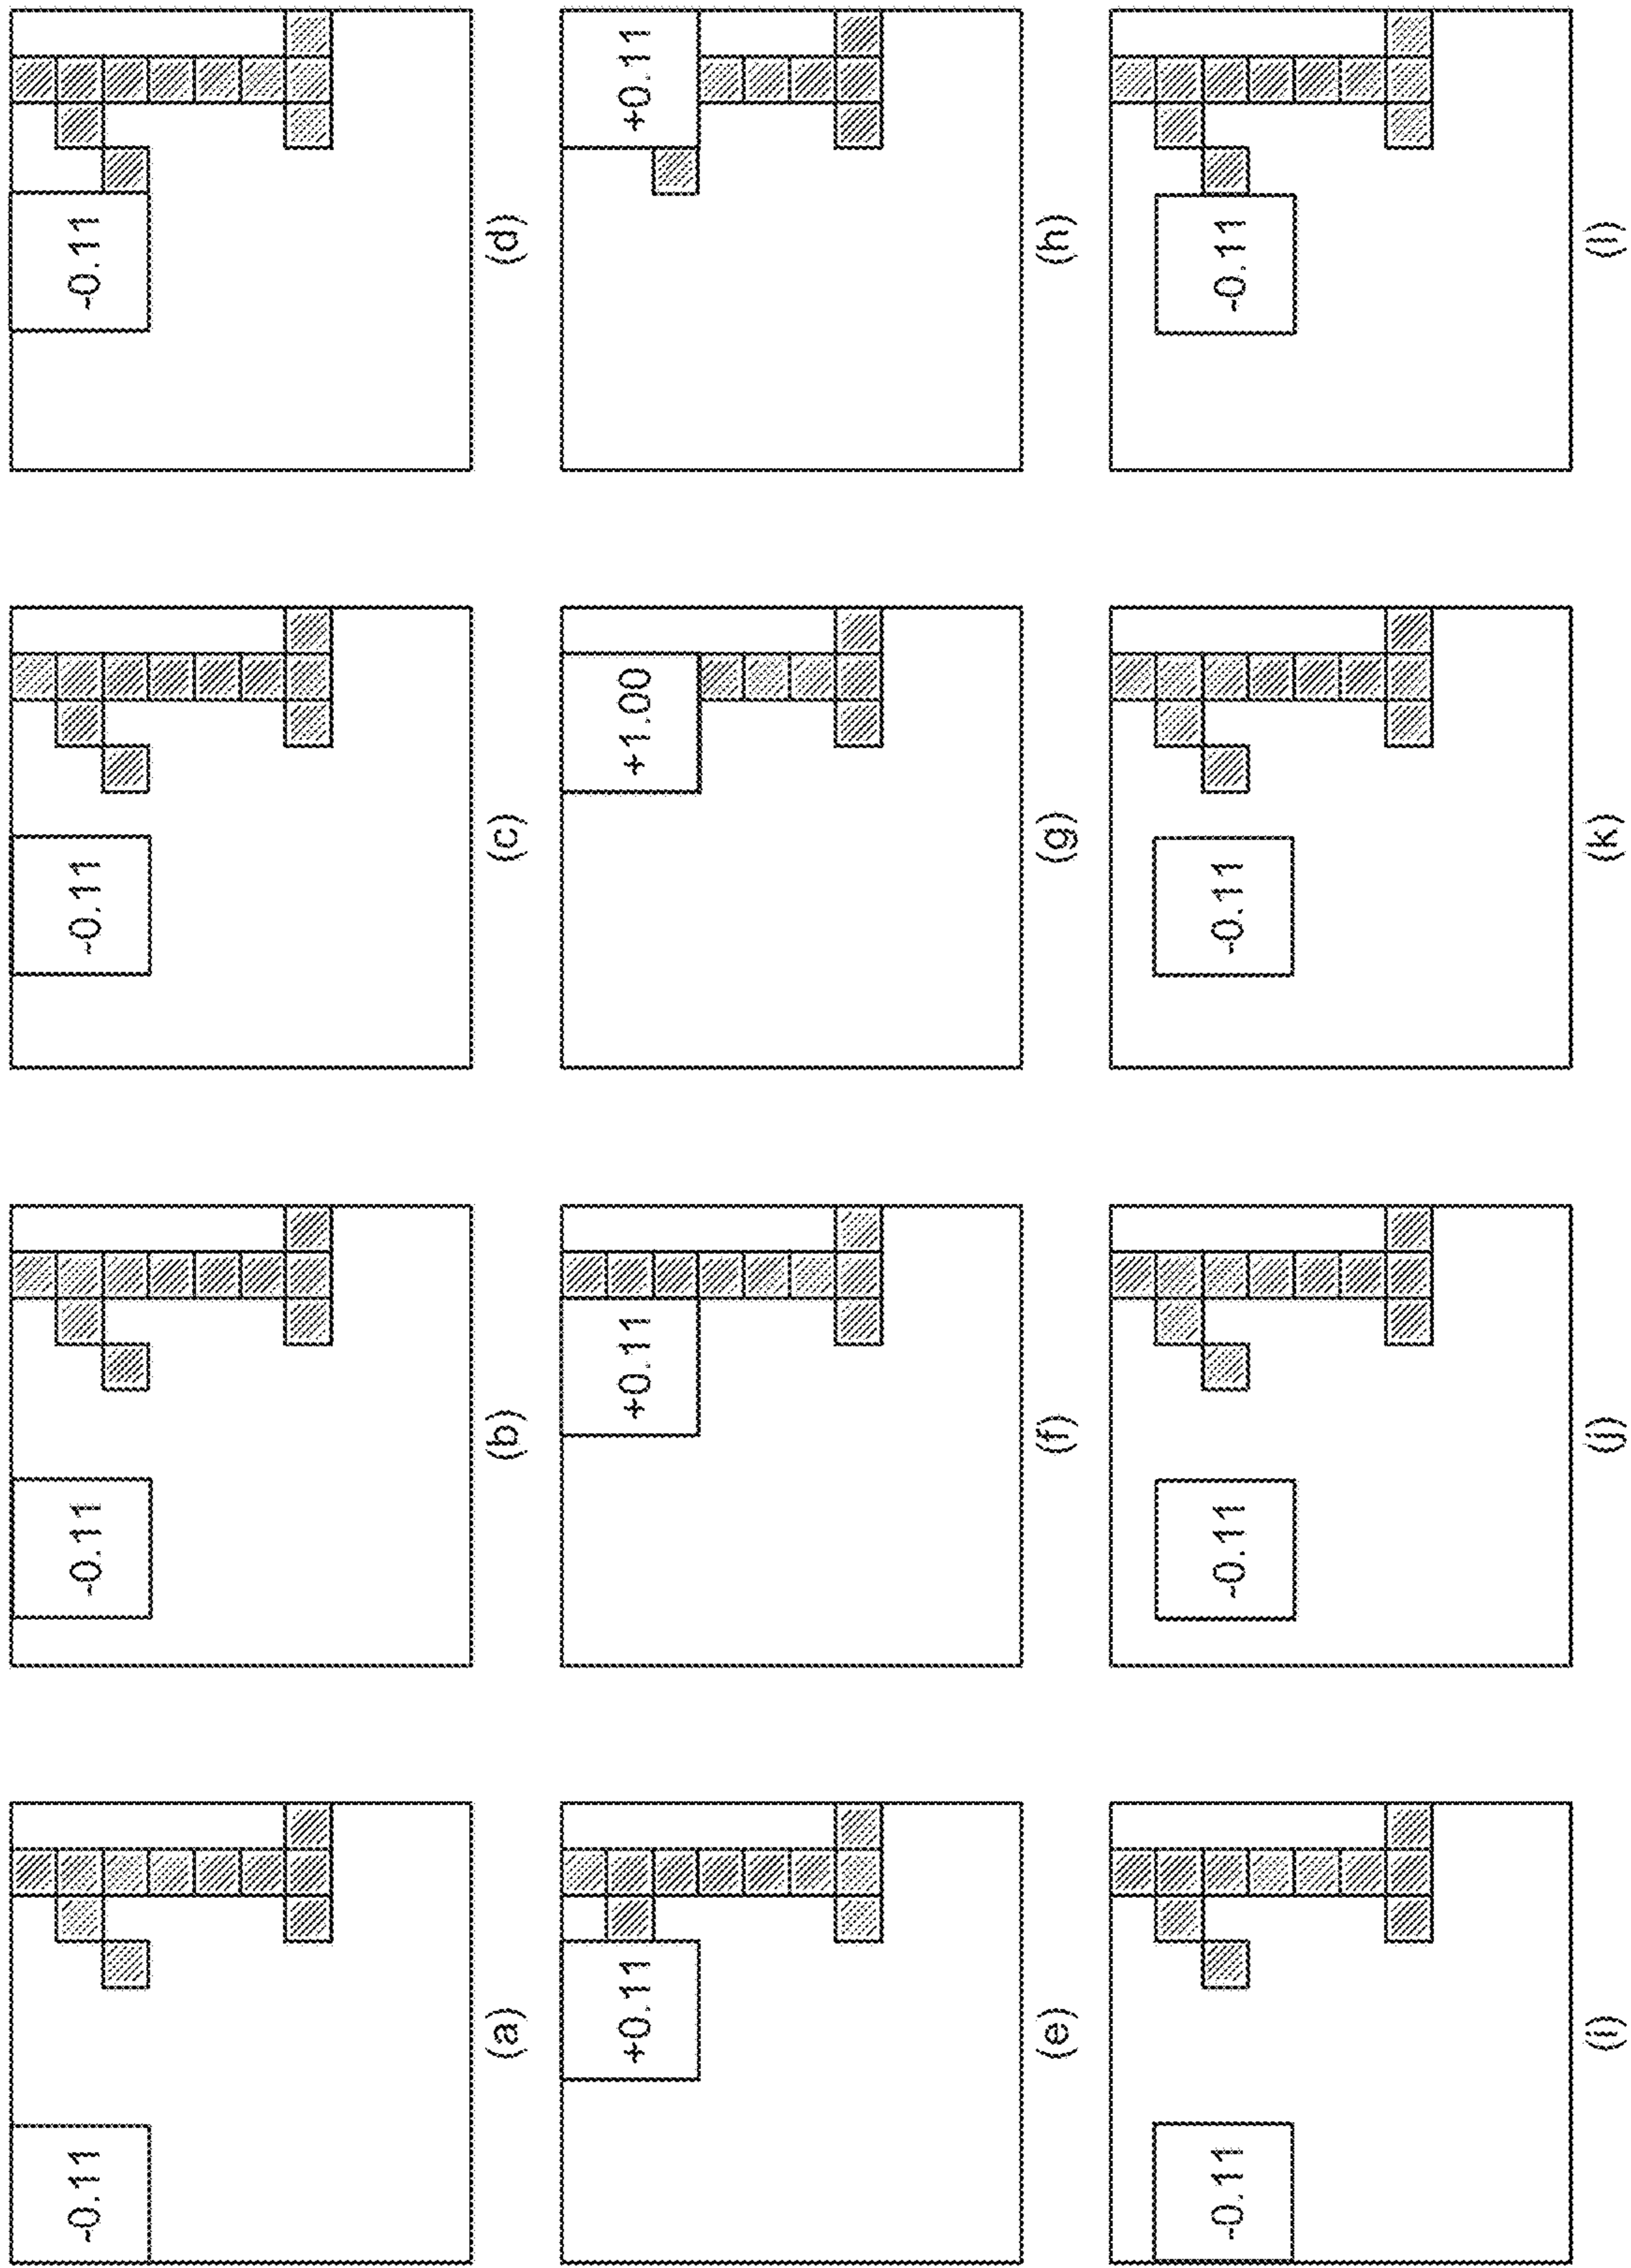 -0.11 -0.11 -0.11 -0.11
(a) (b) (c) (d)
+0.11 +0.11 +1.00 +0.11
(e) (f) (g) (h)
-0.11 -0.11 -0.11 -0.11
(i) (j) (k) (l)